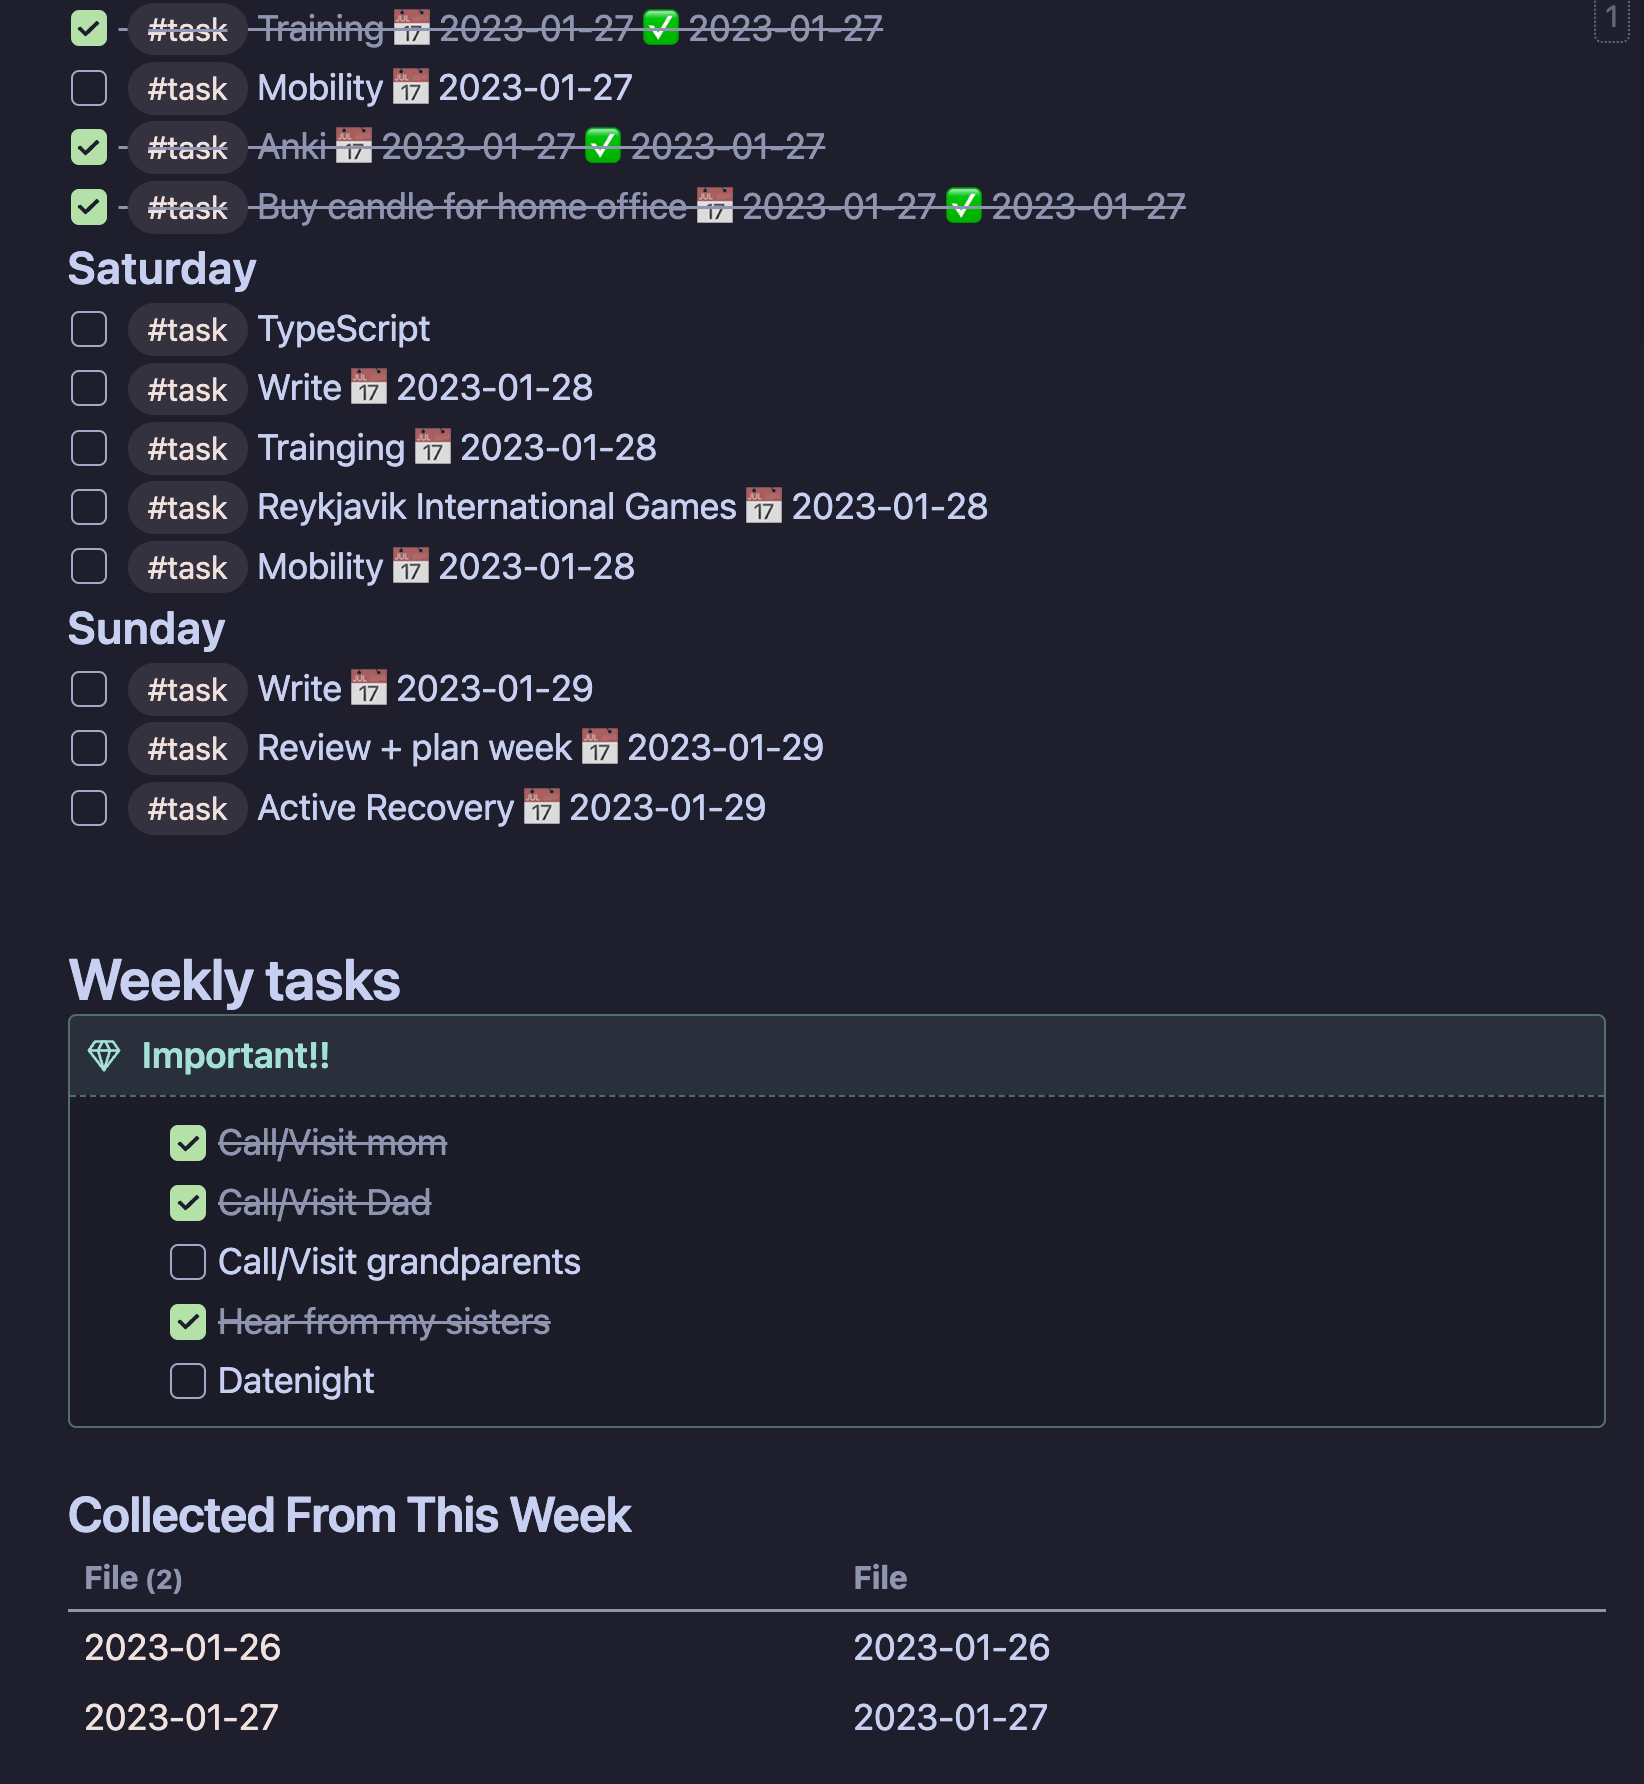 #task Training 📅 2023-01-27 ✅ 2023-01-27
1
#task Mobility 📅 2023-01-27
#task Anki 📅 2023-01-27 ✅ 2023-01-27
#task Buy candle for home office 📅 2023-01-27 ✅ 2023-01-27
Saturday
#task TypeScript
#task Write 📅 2023-01-28
#task Trainging 📅 2023-01-28
#task Reykjavik International Games 📅 2023-01-28
#task Mobility 📅 2023-01-28
Sunday
#task Write 📅 2023-01-29
#task Review + plan week 📅 2023-01-29
#task Active Recovery 📅 2023-01-29
Weekly tasks
Important!!
Call/Visit mom
Call/Visit Dad
Call/Visit grandparents
Hear from my sisters
Datenight
Collected From This Week
File (2) File
2023-01-26 2023-01-26
2023-01-27 2023-01-27